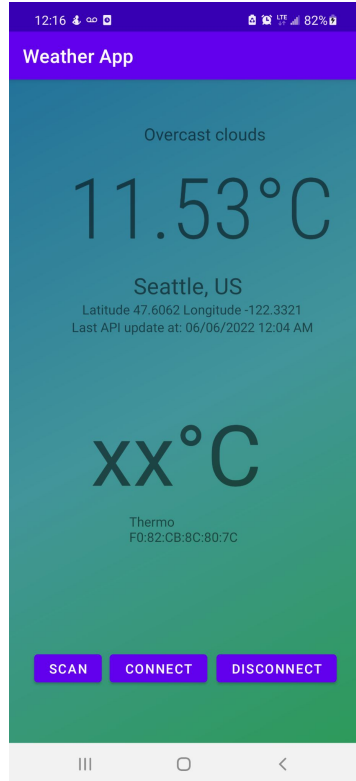 12:16 LTE 82%
Weather App
Overcast clouds
11.53°C
Seattle, US
Latitude 47.6062 Longitude -122.3321
Last API update at: 06/06/2022 12:04 AM
xx°C
Thermo
F0:82:CB:8C:80:7C
SCAN CONNECT DISCONNECT